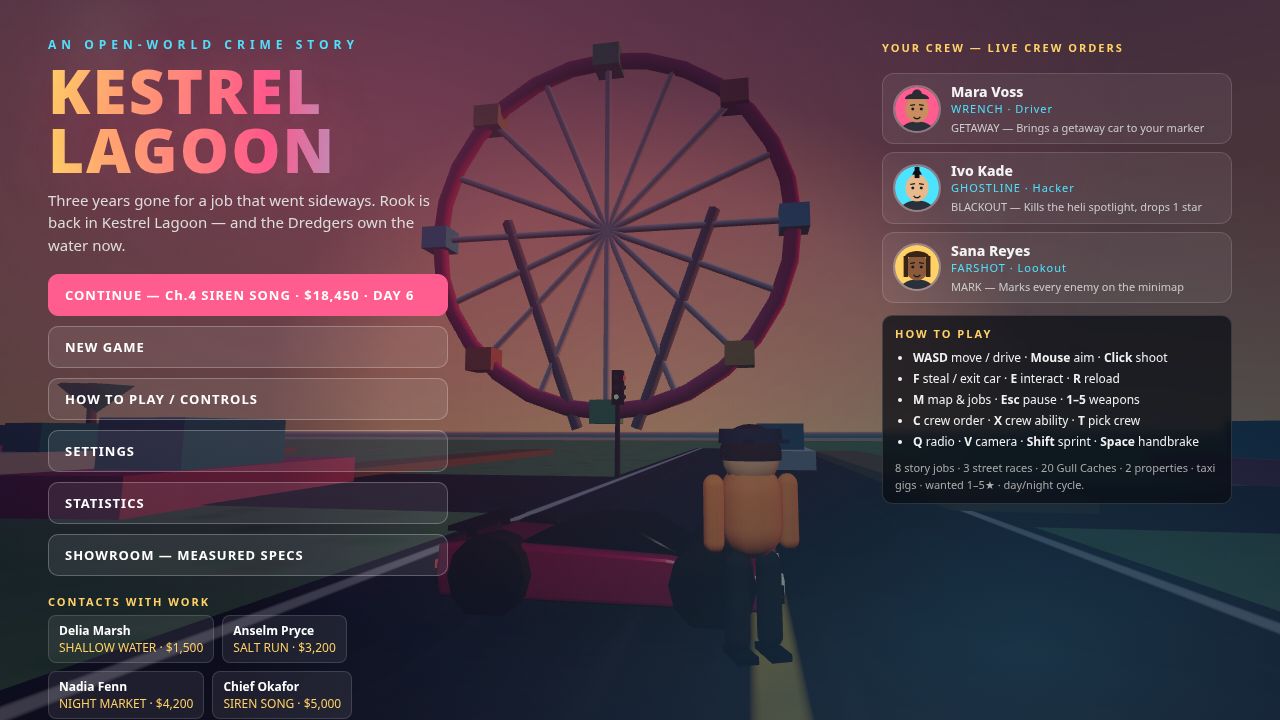 AN OPEN-WORLD CRIME STORY
KESTREL
LAGOON
Three years gone for a job that went sideways. Rook is
back in Kestrel Lagoon — and the Dredgers own the
water now.
CONTINUE — Ch.4 SIREN SONG · $18,450 · DAY 6
NEW GAME
HOW TO PLAY / CONTROLS
SETTINGS
STATISTICS
SHOWROOM — MEASURED SPECS
CONTACTS WITH WORK
Delia Marsh
SHALLOW WATER · $1,500
Anselm Pryce
SALT RUN · $3,200
Nadia Fenn
NIGHT MARKET · $4,200
Chief Okafor
SIREN SONG · $5,000
YOUR CREW — LIVE CREW ORDERS
Mara Voss
WRENCH · Driver
GETAWAY — Brings a getaway car to your marker
Ivo Kade
GHOSTLINE · Hacker
BLACKOUT — Kills the heli spotlight, drops 1 star
Sana Reyes
FARSHOT · Lookout
MARK — Marks every enemy on the minimap
HOW TO PLAY
• WASD move / drive · Mouse aim · Click shoot
• F steal / exit car · E interact · R reload
• M map & jobs · Esc pause · 1–5 weapons
• C crew order · X crew ability · T pick crew
• Q radio · V camera · Shift sprint · Space handbrake
8 story jobs · 3 street races · 20 Gull Caches · 2 properties · taxi
gigs · wanted 1–5★ · day/night cycle.